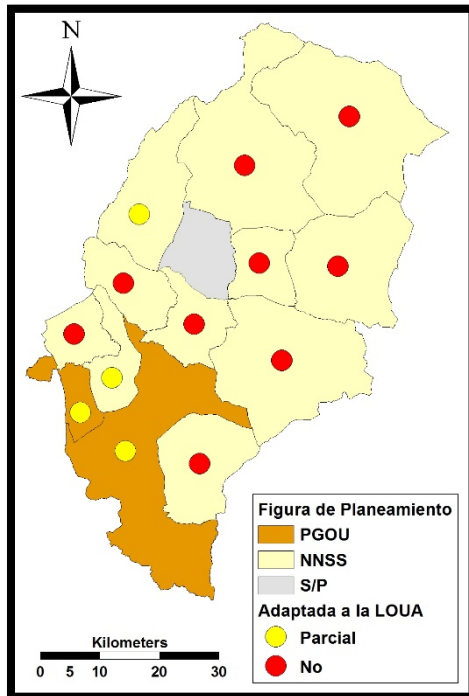 N
Figura de Planeamiento
PGOU
NNSS
S/P
Adaptada a la LOUA
Parcial
No
Kilometers
0 5 10 20 30